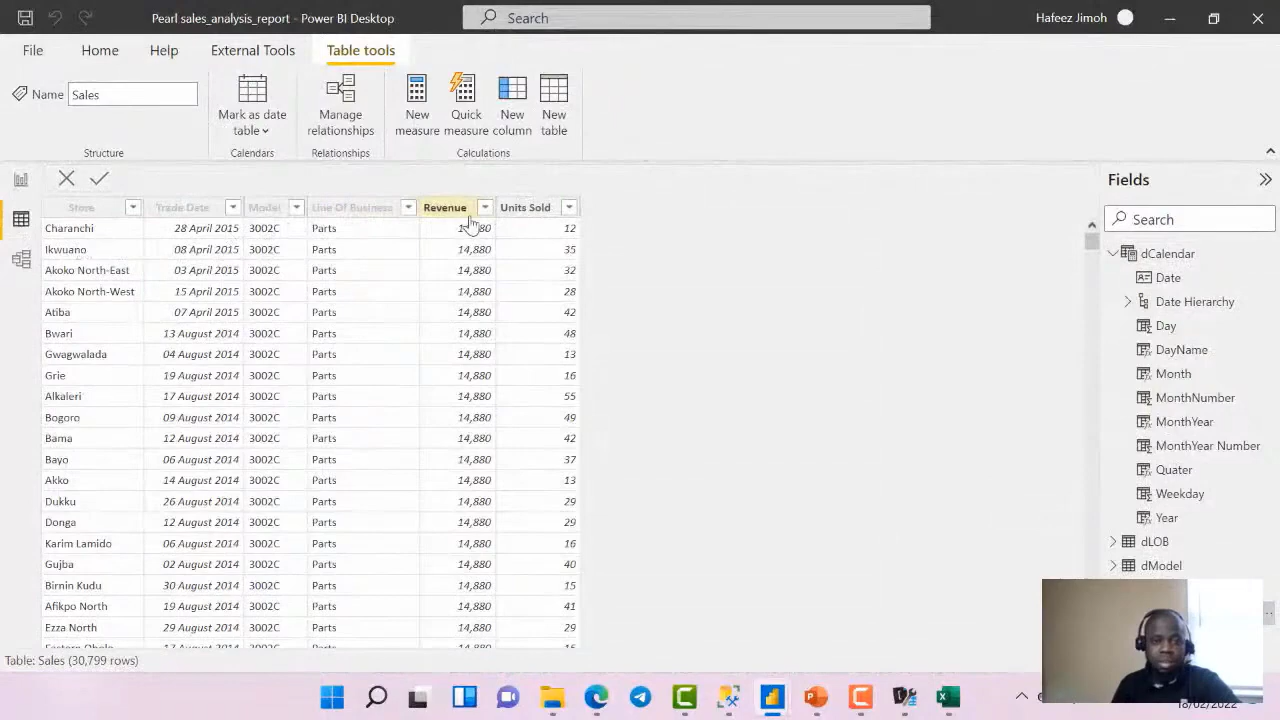 Pearl sales_analysis_report - Power BI Desktop
Search
Hafeez Jimoh
File Home Help External Tools Table tools
Name Sales
Mark as date table
Manage relationships
New measure
Quick measure
New column
New table
Structure Calendars Relationships Calculations
Store Trade Date Model Line Of Business Revenue Units Sold
Charanchi 28 April 2015 3002C Parts 12
Ikwuano 08 April 2015 3002C Parts 14,880 35
Akoko North-East 03 April 2015 3002C Parts 14,880 32
Akoko North-West 15 April 2015 3002C Parts 14,880 28
Atiba 07 April 2015 3002C Parts 14,880 42
Bwari 13 August 2014 3002C Parts 14,880 48
Gwagwalada 04 August 2014 3002C Parts 14,880 13
Grie 19 August 2014 3002C Parts 14,880 16
Alkaleri 17 August 2014 3002C Parts 14,880 55
Bogoro 09 August 2014 3002C Parts 14,880 49
Bama 12 August 2014 3002C Parts 14,880 42
Bayo 06 August 2014 3002C Parts 14,880 37
Akko 14 August 2014 3002C Parts 14,880 13
Dukku 26 August 2014 3002C Parts 14,880 29
Donga 12 August 2014 3002C Parts 14,880 29
Karim Lamido 06 August 2014 3002C Parts 14,880 16
Gujba 02 August 2014 3002C Parts 14,880 40
Birnin Kudu 30 August 2014 3002C Parts 14,880 15
Afikpo North 19 August 2014 3002C Parts 14,880 41
Ezza North 29 August 2014 3002C Parts 14,880 29
Table: Sales (30,799 rows)
Fields
Search
dCalendar
Date
Date Hierarchy
Day
DayName
Month
MonthNumber
MonthYear
MonthYear Number
Quater
Weekday
Year
dLOB
dModel
18/02/2022